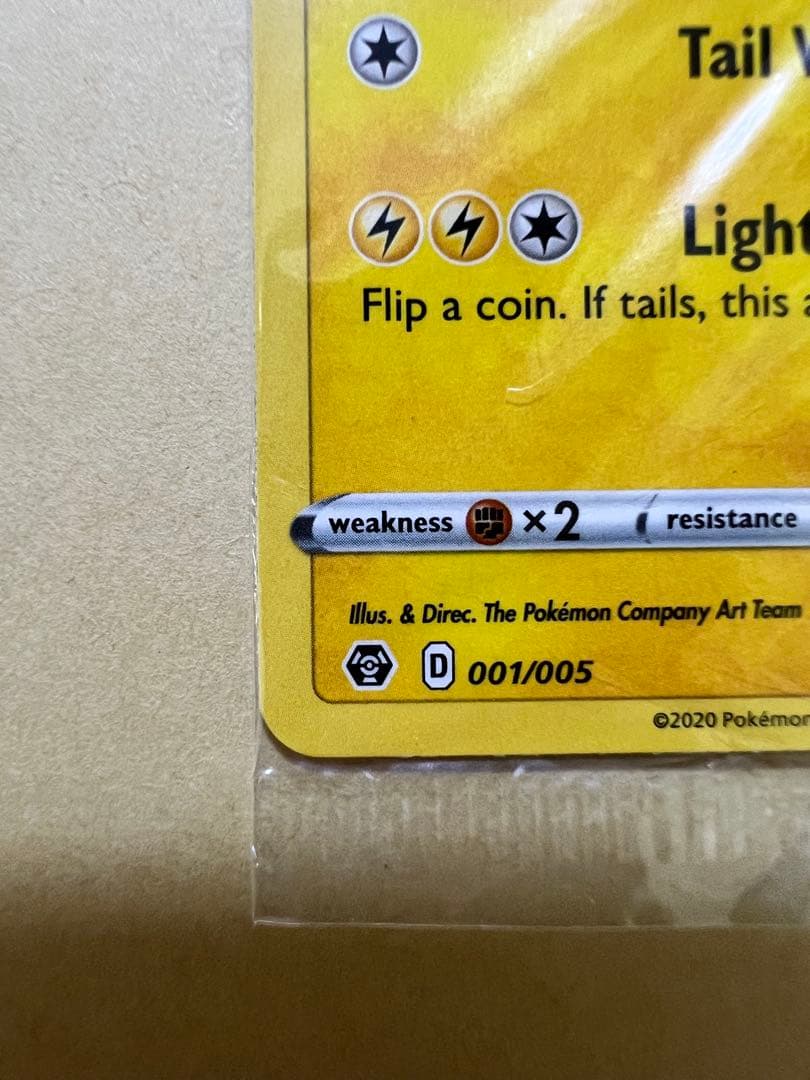 Tail
Light
Flip a coin. If tails, this
weakness ×2 resistance
Illus. & Direc. The Pokémon Company Art Team
D 001/005
©2020 Pokémon